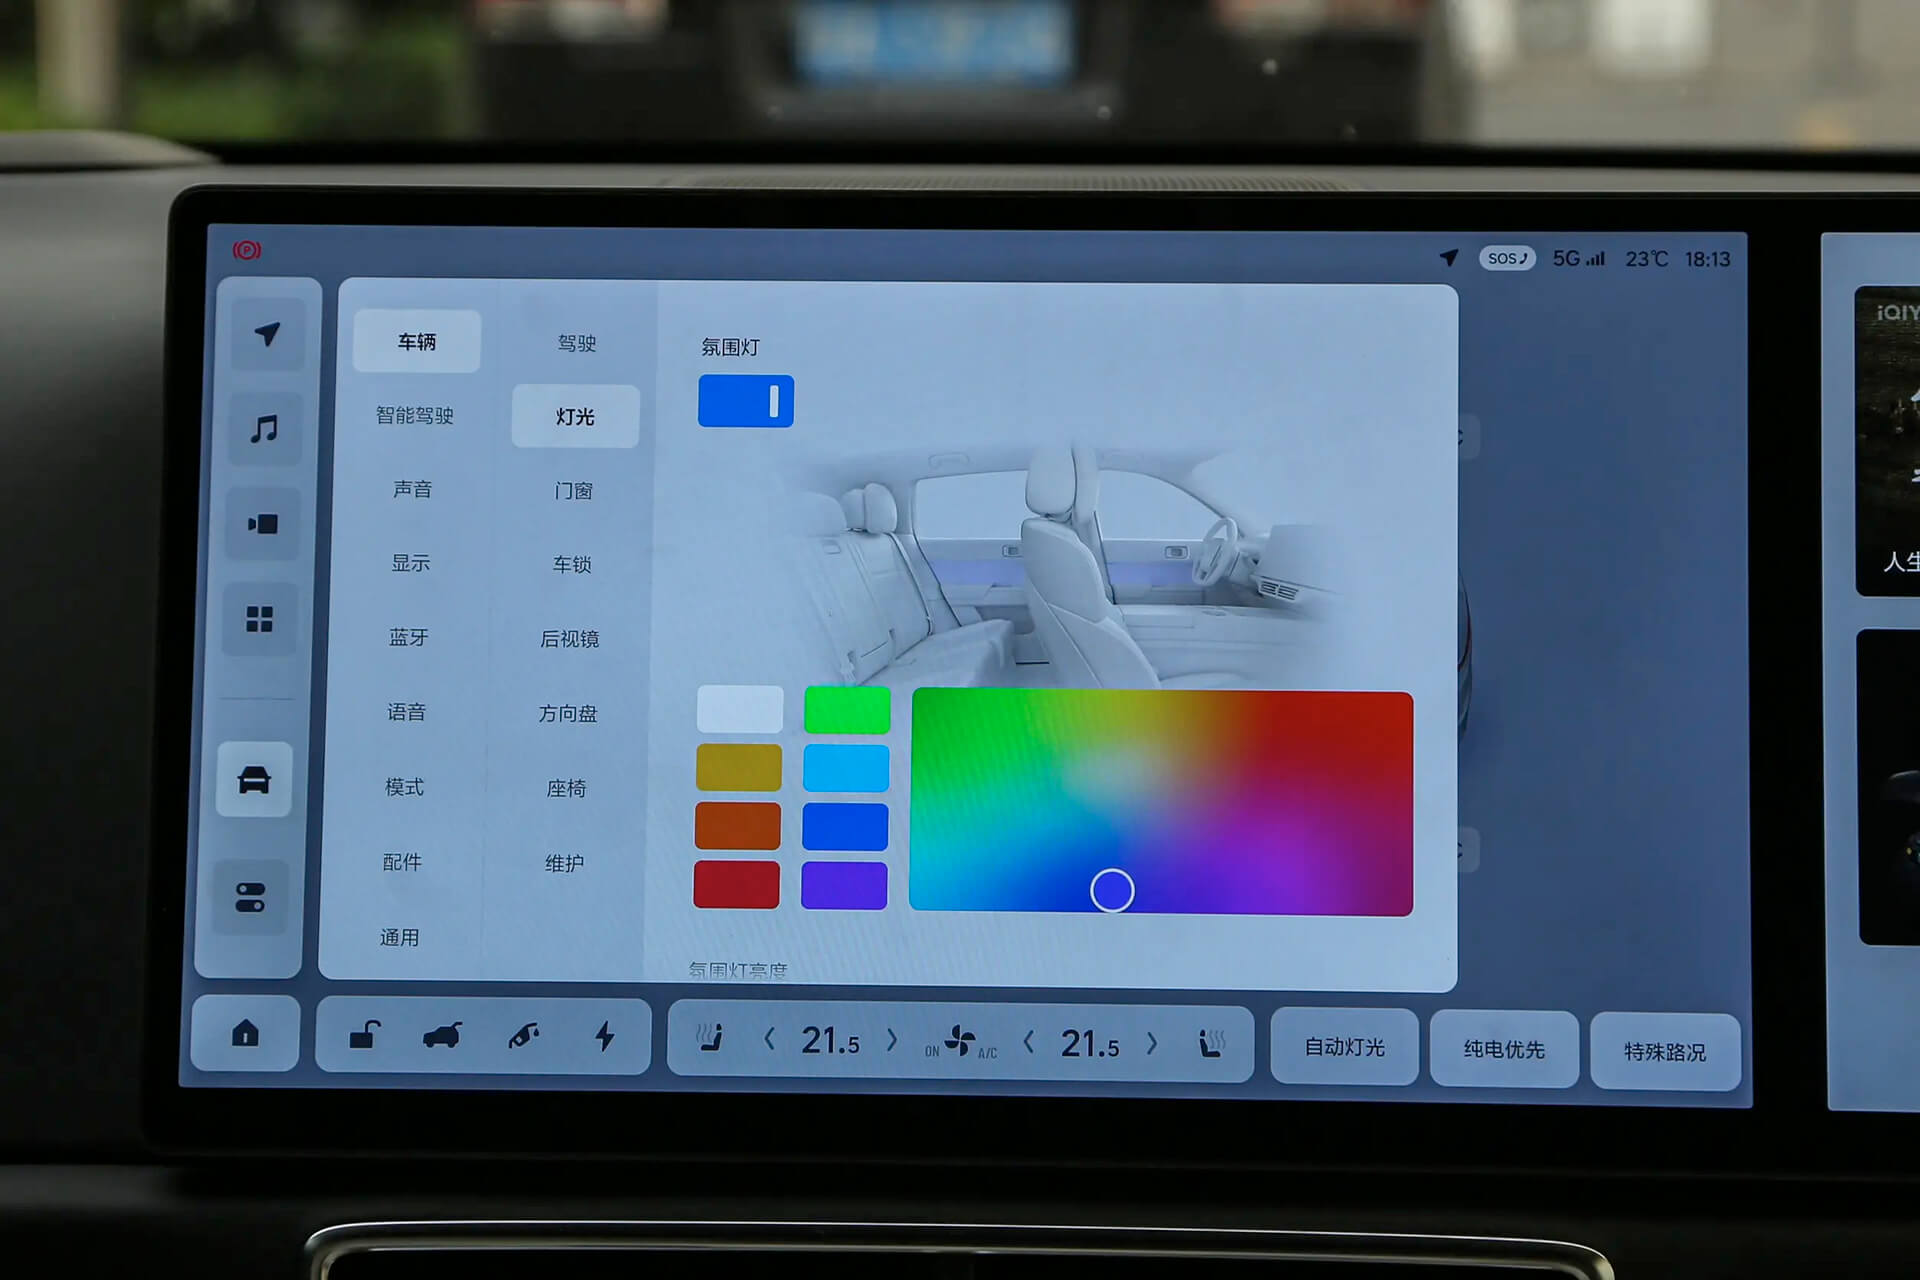 SOS 5G 23℃ 18:13
车辆
智能驾驶
声音
显示
蓝牙
语音
模式
配件
通用
驾驶
灯光
门窗
车锁
后视镜
方向盘
座椅
维护
氛围灯
氛围灯亮度
21.5
ON A/C
21.5
自动灯光
纯电优先
特殊路况
iQIY
人生